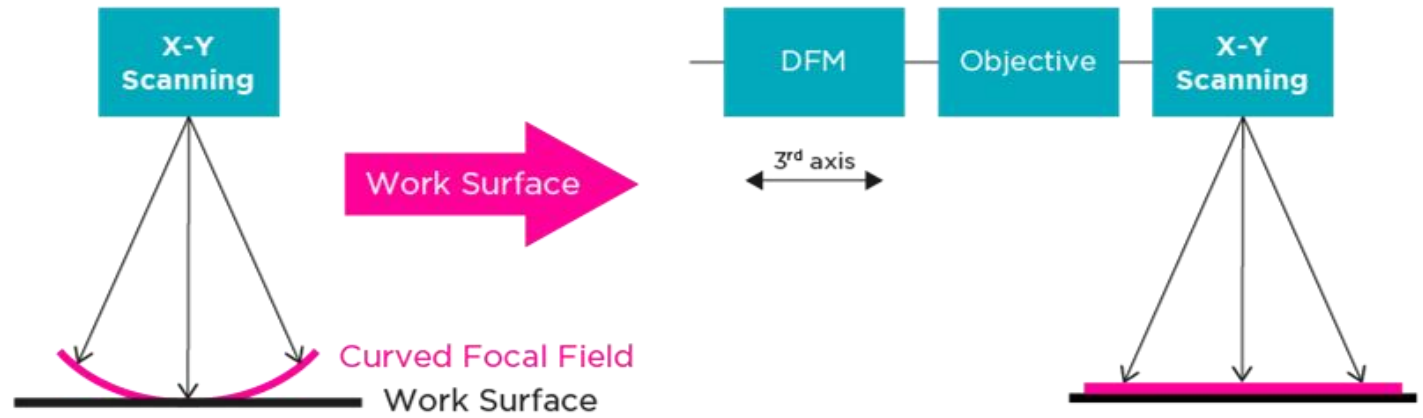 X-Y
Scanning
Work Surface
Curved Focal Field
Work Surface
DFM
Objective
X-Y
Scanning
3rd axis